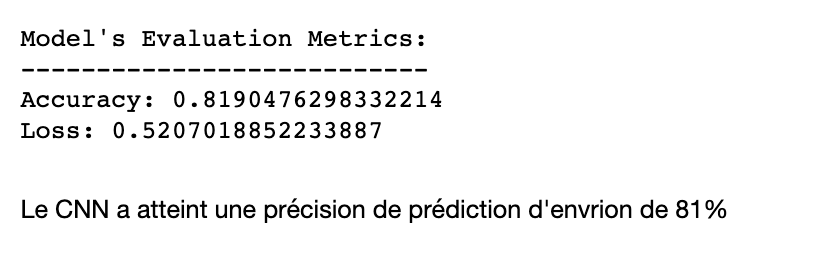 Model's Evaluation Metrics:
---------------------------
Accuracy: 0.8190476298332214
Loss: 0.5207018852233887
Le CNN a atteint une précision de prédiction d'envrion de 81%